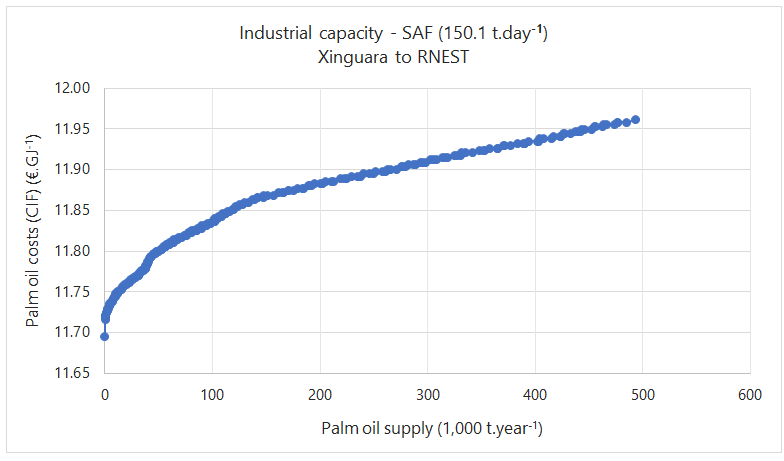 Industrial capacity - SAF (150.1 t.day⁻¹)
Xinguara to RNEST
Palm oil costs (CIF) (€.GJ⁻¹)
12.00
11.95
11.90
11.85
11.80
11.75
11.70
11.65
0 100 200 300 400 500 600
Palm oil supply (1,000 t.year⁻¹)